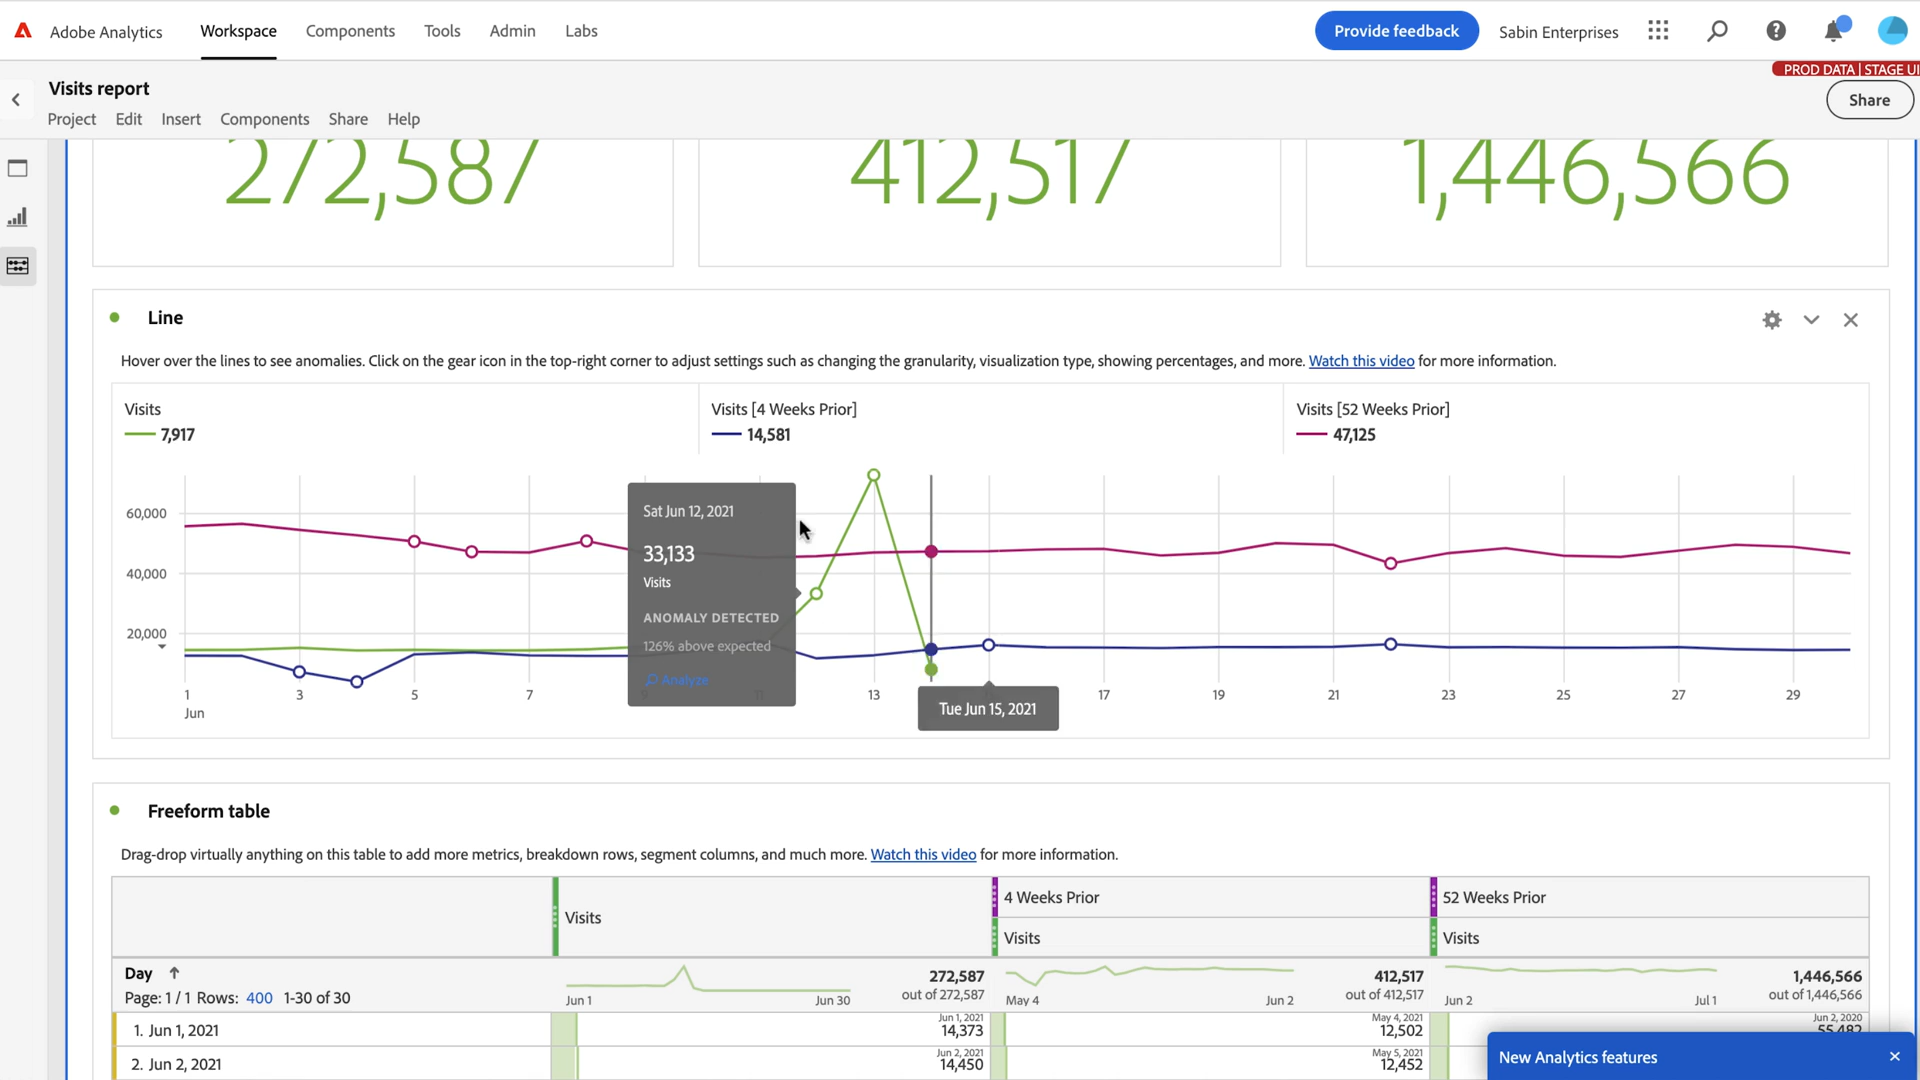 Adobe Analytics Workspace Components Tools Admin Labs Provide feedback Sabin Enterprises
PROD DATA | STAGE UI
Visits report
Share
Project Edit Insert Components Share Help
272,587 412,517 1,446,566
Line
Hover over the lines to see anomalies. Click on the gear icon in the top-right corner to adjust settings such as changing the granularity, visualization type, showing percentages, and more. Watch this video for more information.
Visits Visits [4 Weeks Prior] Visits [52 Weeks Prior]
7,917 14,581 47,125
60,000
40,000
20,000
Sat Jun 12, 2021
33,133
Visits
ANOMALY DETECTED
126% above expected
Analyze
1 3 5 7 9 11 13 17 19 21 23 25 27 29
Jun
Tue Jun 15, 2021
Freeform table
Drag-drop virtually anything on this table to add more metrics, breakdown rows, segment columns, and much more. Watch this video for more information.
Visits
4 Weeks Prior 52 Weeks Prior
Visits Visits
Day
Page: 1 / 1 Rows: 400 1-30 of 30
Jun 1 Jun 30
272,587
out of 272,587
May 4 Jun 2
412,517
out of 412,517
Jun 2 Jul 1
1,446,566
out of 1,446,566
1. Jun 1, 2021
Jun 1, 2021
14,373
May 4, 2021
12,502
Jun 2, 2020
55,482
2. Jun 2, 2021
Jun 2, 2021
14,450
May 5, 2021
12,452
New Analytics features